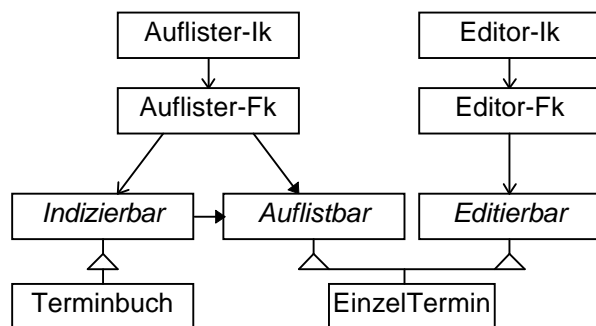 Auflister-Ik
Editor-Ik
Auflister-Fk
Editor-Fk
Indizierbar
Auflistbar
Editierbar
Terminbuch
EinzelTermin